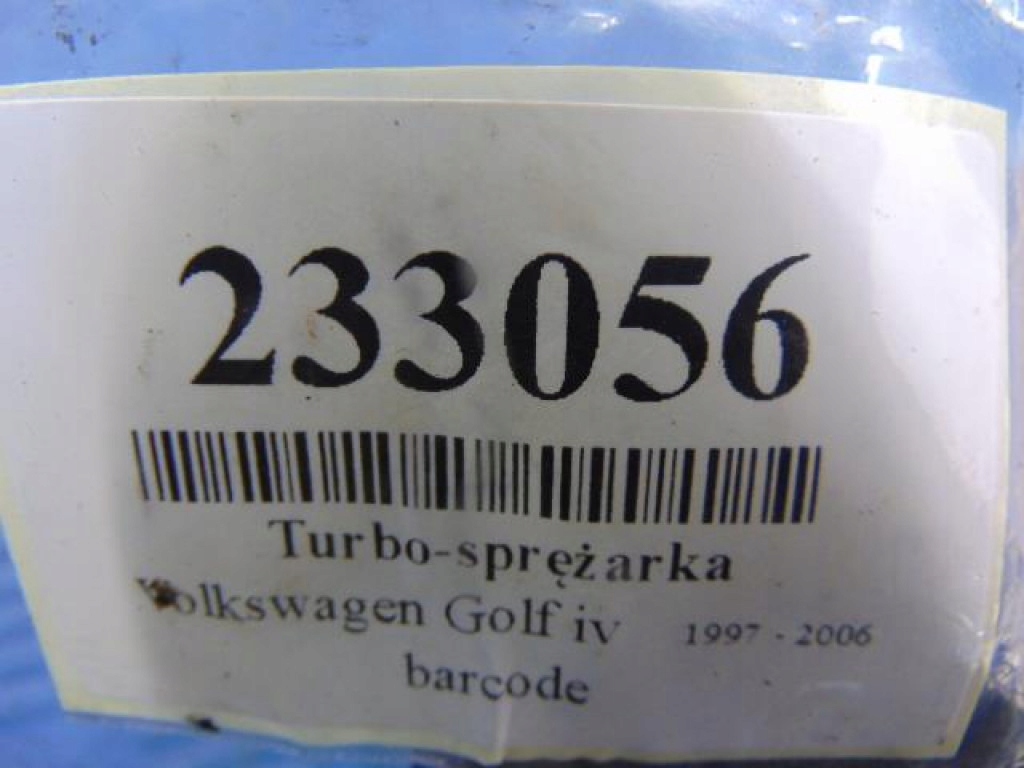 233056
Turbo-sprężarka
Volkswagen Golf iv 1997 - 2006
barcode